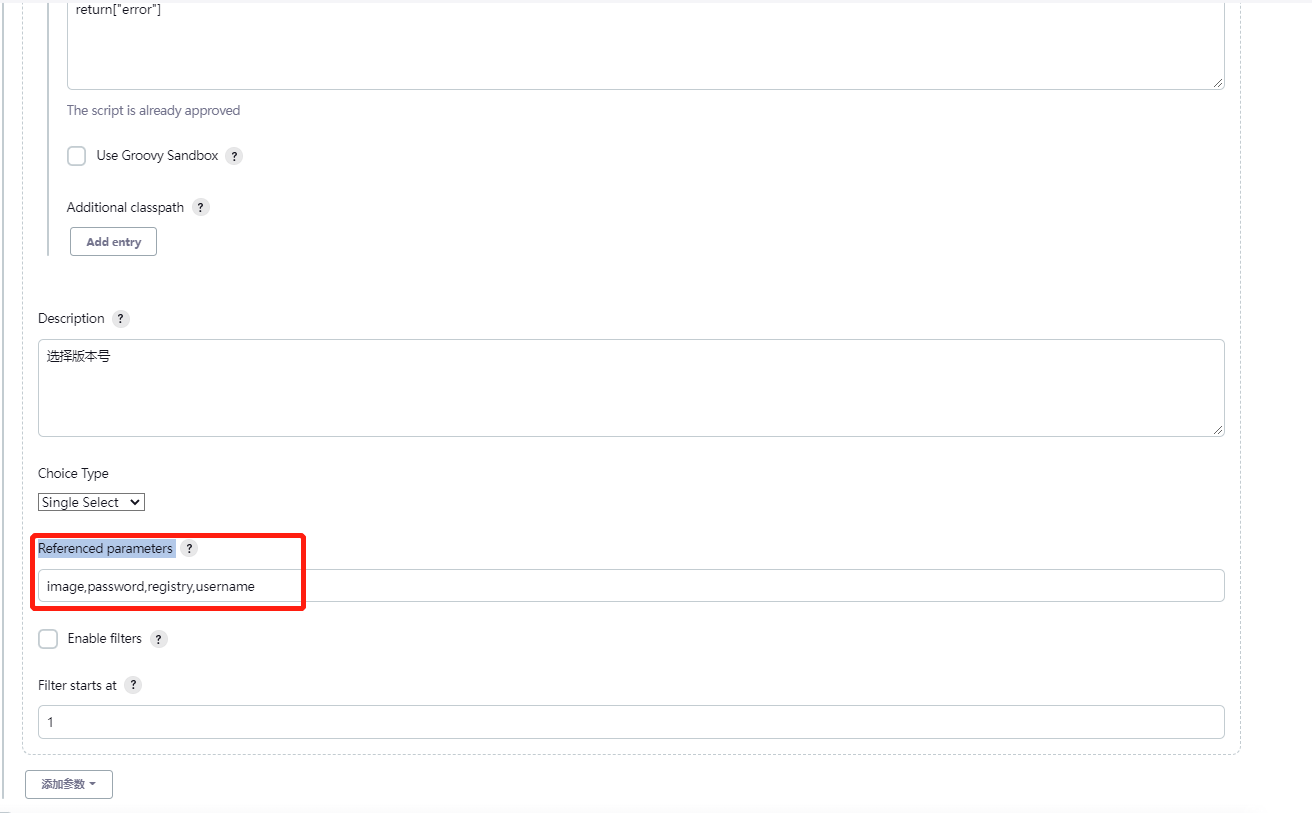 return["error"]
The script is already approved
Use Groovy Sandbox ?
Additional classpath ?
Add entry
Description ?
选择版本号
Choice Type
Single Select
Referenced parameters ?
image,password,registry,username
Enable filters ?
Filter starts at ?
1
添加参数